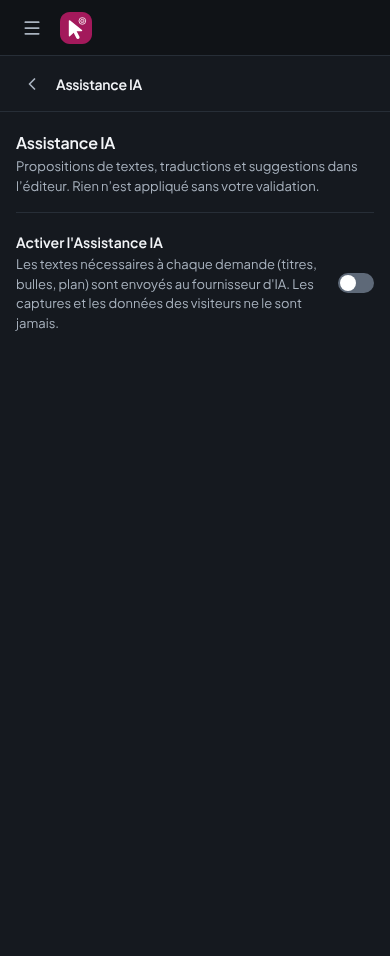 Assistance IA
Assistance IA
Propositions de textes, traductions et suggestions dans
l'éditeur. Rien n'est appliqué sans votre validation.
Activer l'Assistance IA
Les textes nécessaires à chaque demande (titres,
bulles, plan) sont envoyés au fournisseur d'IA. Les
captures et les données des visiteurs ne le sont
jamais.